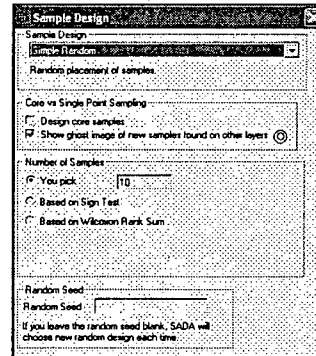 Sample Design
Sample Design
Simple Random
Random placement of samples.
Core vs Single Point Sampling
Design core samples
Show ghost image of new samples found on other layers
Number of Samples
You pick
10
Based on Sign Test
Based on Wilcoxon Rank Sum
Random Seed
Random Seed
If you leave the random seed blank, SADA will
choose new random design each time.